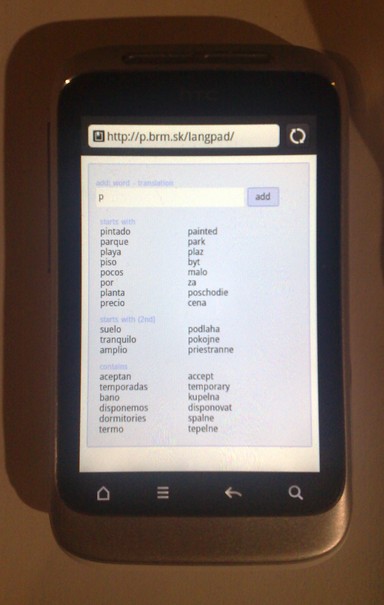 hTC
http://p.brm.sk/langpad/
add word - translation
p add
starts with
pintado painted
parque park
playa plaz
piso byt
pocos malo
por za
planta poschodie
precio cena
starts with (2nd)
suelo podlaha
tranquilo pokojne
amplio priestranne
contains
aceptan accept
temporadas temporary
bano kupelna
disponemos disponovat
dormitories spalne
termo tepelne